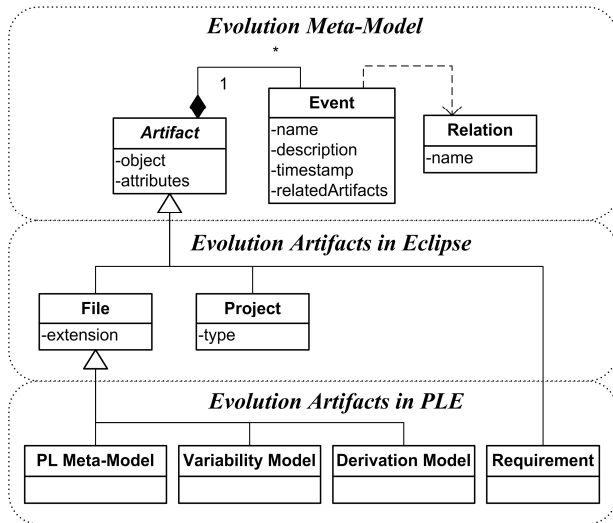 Evolution Meta-Model
*
1
Artifact
-object
-attributes
Event
-name
-description
-timestamp
-relatedArtifacts
Relation
-name
Evolution Artifacts in Eclipse
File
-extension
Project
-type
Evolution Artifacts in PLE
PL Meta-Model
Variability Model
Derivation Model
Requirement